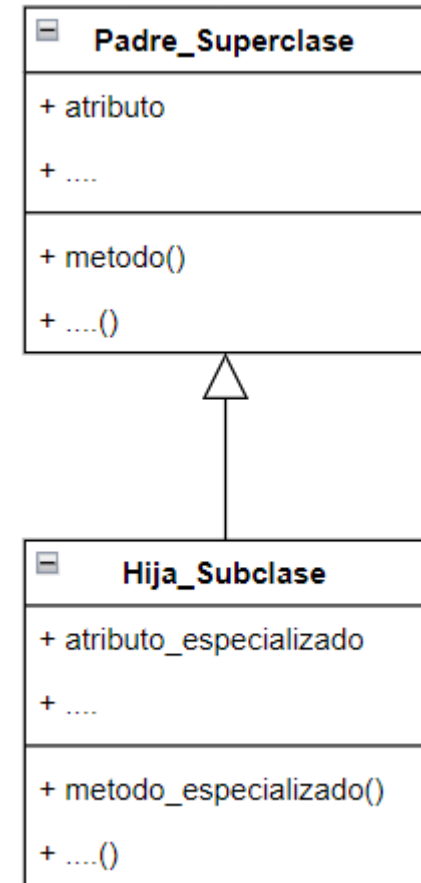 Padre_Superclase
+ atributo
+ ....
+ metodo()
+ ....()
Hija_Subclase
+ atributo_especializado
+ ....
+ metodo_especializado()
+ ....()